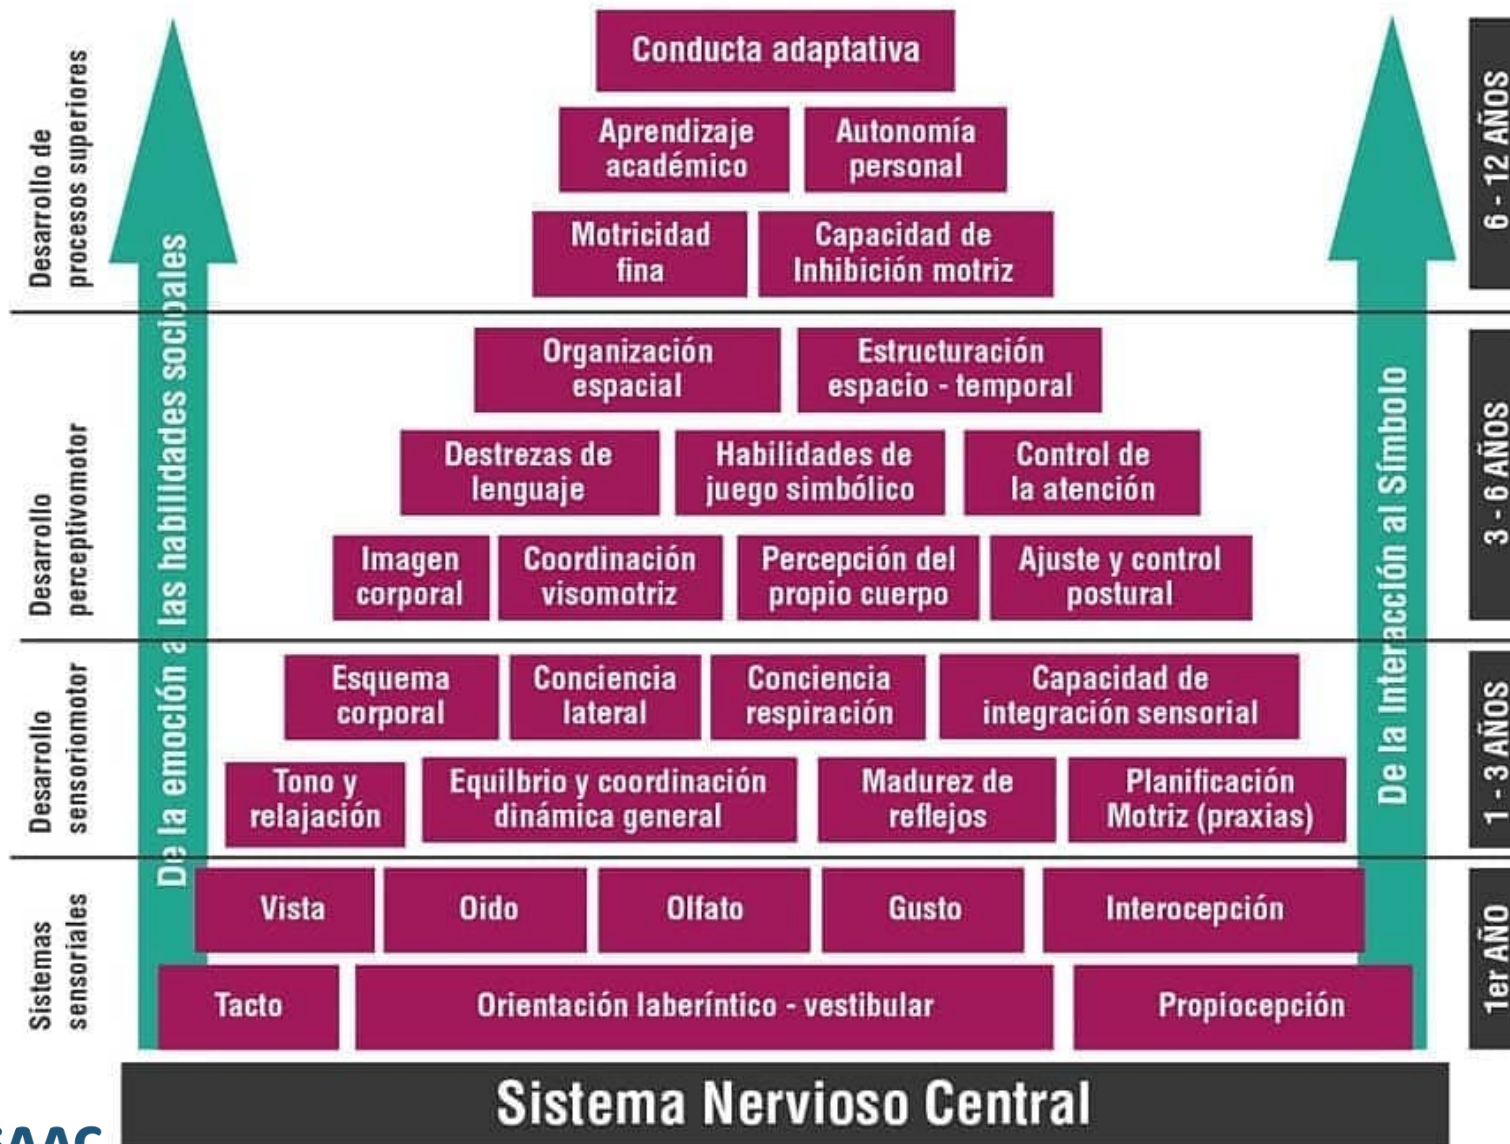 Conducta adaptativa
Aprendizaje
académico
Autonomía
personal
Motricidad
fina
Capacidad de
Inhibición motriz
Desarrollo de
procesos superiores
6 - 12 AÑOS
Organización
espacial
Estructuración
espacio - temporal
Destrezas de
lenguaje
Habilidades de
juego simbólico
Control de
la atención
Imagen
corporal
Coordinación
visomotriz
Percepción del
propio cuerpo
Ajuste y control
postural
Desarrollo
perceptivomotor
3 - 6 AÑOS
Esquema
corporal
Conciencia
lateral
Conciencia
respiración
Capacidad de
integración sensorial
Tono y
relajación
Equilbrio y coordinación
dinámica general
Madurez de
reflejos
Planificación
Motriz (praxias)
Desarrollo
sensoriomotor
1 - 3 AÑOS
Vista
Oido
Olfato
Gusto
Interocepción
Tacto
Orientación laberíntico - vestibular
Propiocepción
Sistemas
sensoriales
1er AÑO
De la emoción a las habilidades socioales
De la Interacción al Símbolo
Sistema Nervioso Central